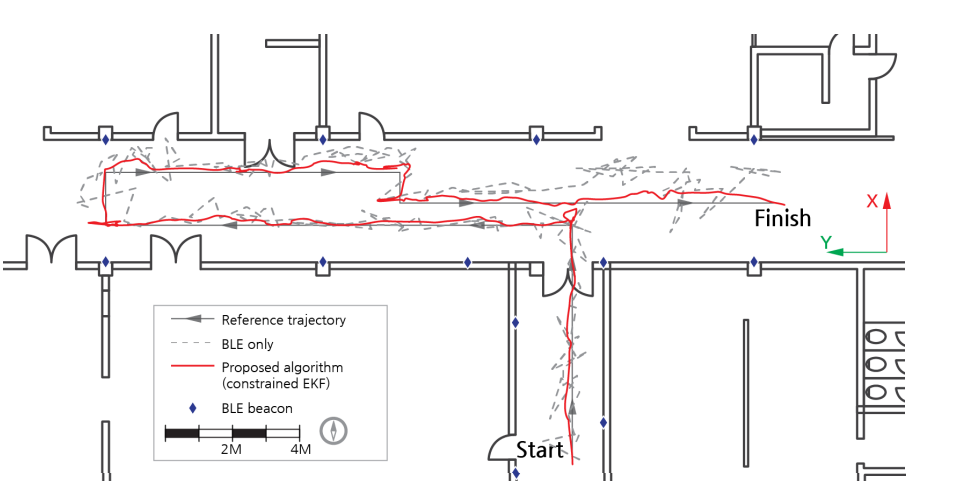 Finish
X
Y
Reference trajectory
BLE only
Proposed algorithm
(constrained EKF)
BLE beacon
2M 4M
Start